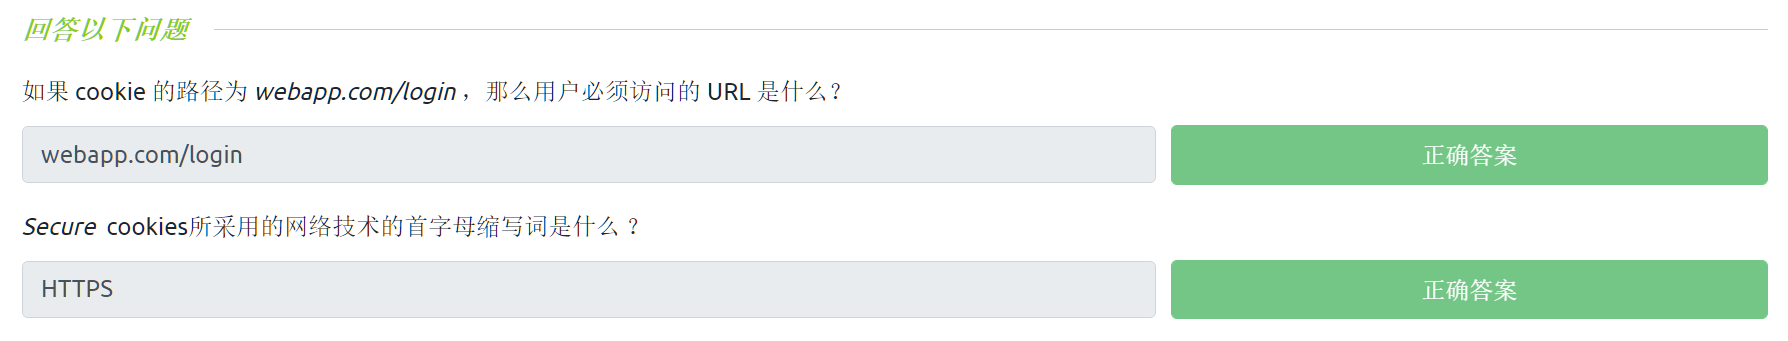 回答以下问题
如果 cookie 的路径为 webapp.com/login ，那么用户必须访问的 URL 是什么？
webapp.com/login
正确答案
Secure cookies所采用的网络技术的首字母缩写词是什么 ？
HTTPS
正确答案